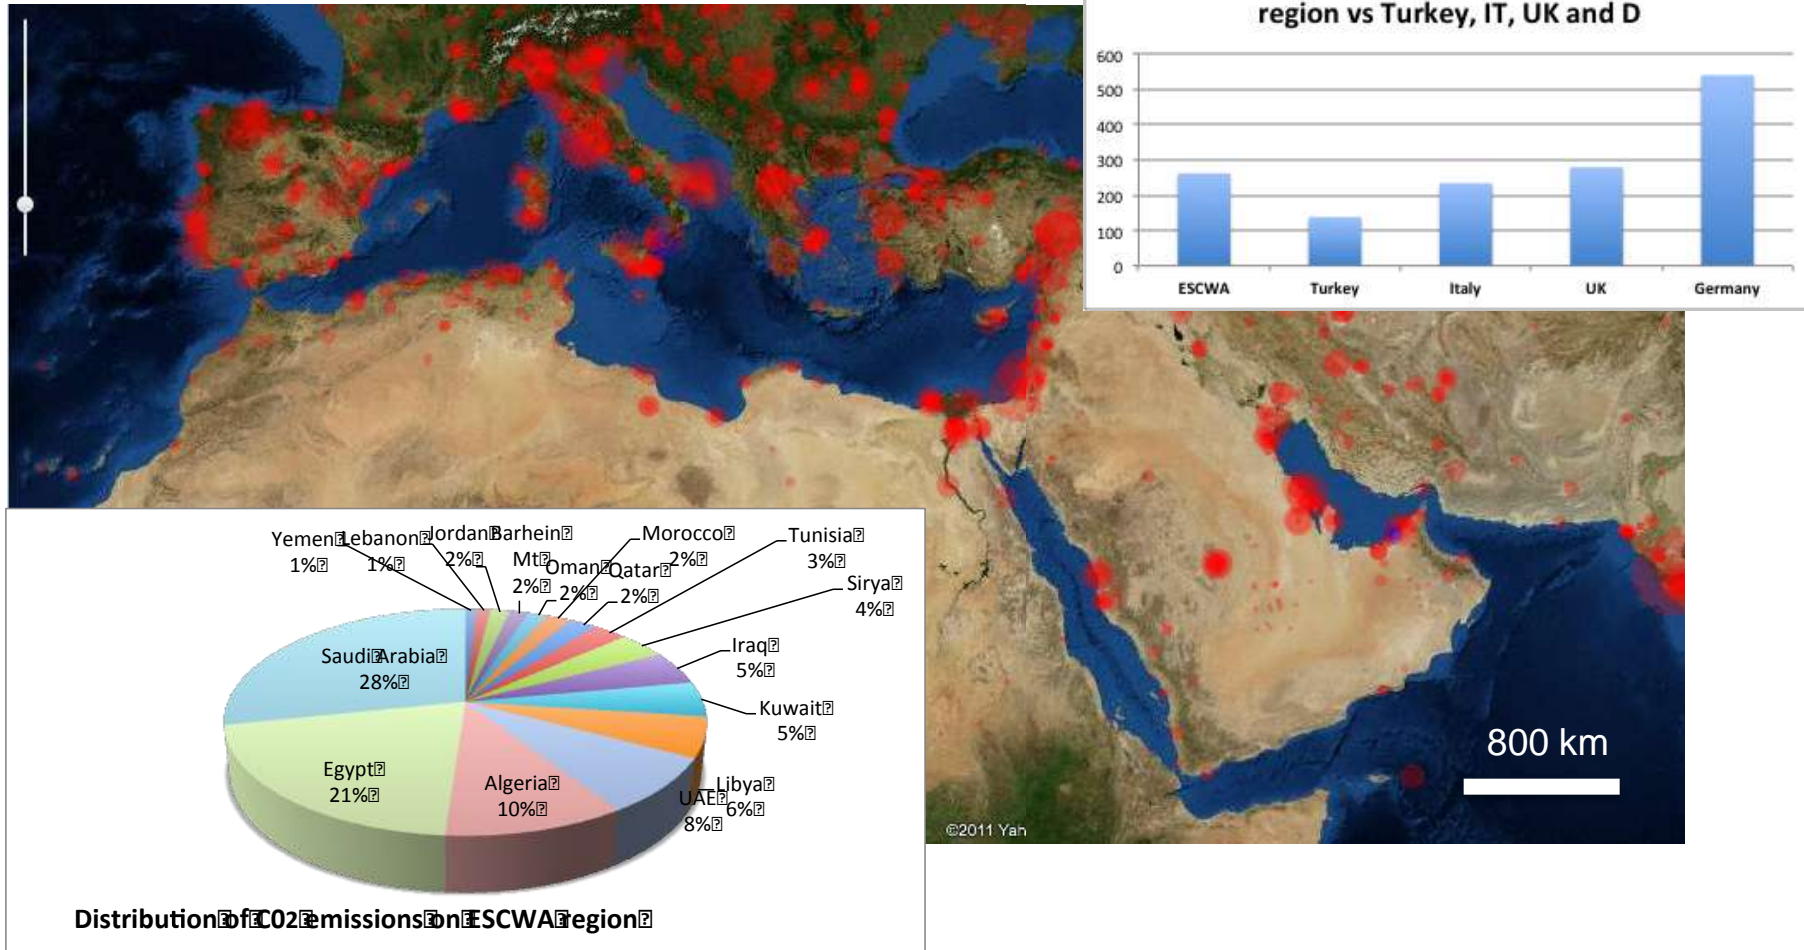 region vs Turkey, IT, UK and D
600
500
400
300
200
100
0
ESCWA Turkey Italy UK Germany
800 km
©2011 Yah
Yemen
1%
Lebanon
1%
Jordan
2%
Barhein
Mt
2%
Oman
2%
Morocco
2%
Qatar
2%
Tunisia
3%
Sirya
4%
Iraq
5%
Kuwait
5%
Libya
6%
UAE
8%
Algeria
10%
Egypt
21%
Saudi Arabia
28%
Distribution of C02 emissions on ESCWA region